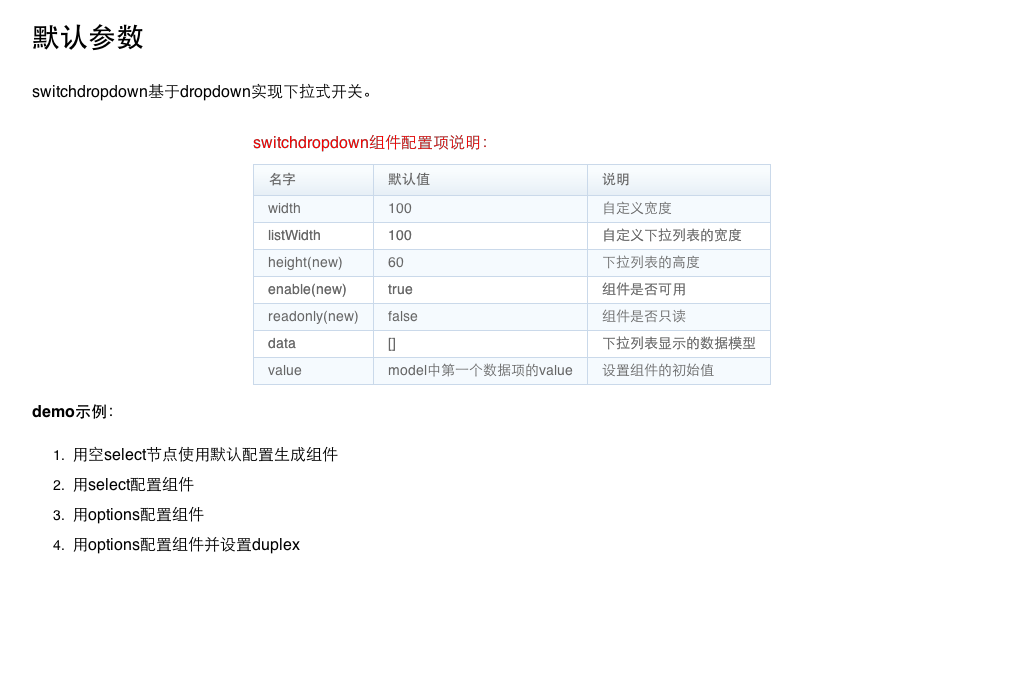 默认参数
switchdropdown基于dropdown实现下拉式开关。
switchdropdown组件配置项说明：
名字 默认值 说明
width 100 自定义宽度
listWidth 100 自定义下拉列表的宽度
height(new) 60 下拉列表的高度
enable(new) true 组件是否可用
readonly(new) false 组件是否只读
data [] 下拉列表显示的数据模型
value model中第一个数据项的value 设置组件的初始值
demo示例：
1. 用空select节点使用默认配置生成组件
2. 用select配置组件
3. 用options配置组件
4. 用options配置组件并设置duplex